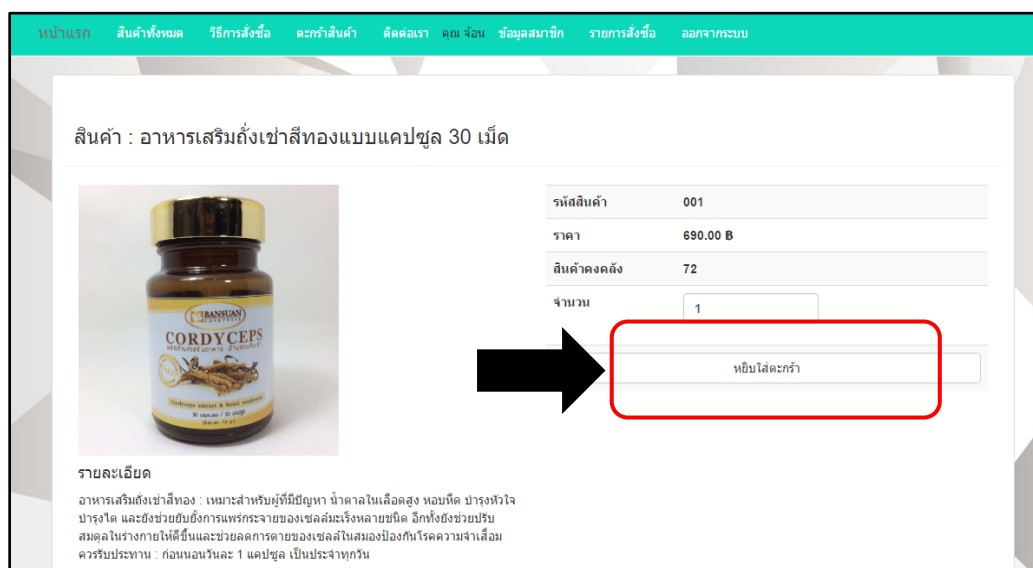 หน้าแรก สินค้าทั้งหมด วิธีการสั่งซื้อ ตะกร้าสินค้า ติดต่อเรา คุณ จ้อน ข้อมูลสมาชิก รายการสั่งซื้อ ออกจากระบบ
สินค้า : อาหารเสริมถั่งเช่าสีทองแบบแคปซูล 30 เม็ด
รหัสสินค้า 001
ราคา 690.00 B
สินค้าคงคลัง 72
จำนวน 1
หยิบใส่ตะกร้า
BANSUAN
CORDYCEPS
Cordyceps extract & Reishi mushroom
30 capsules / 30 แคปซูล
รายละเอียด
อาหารเสริมถั่งเช่าสีทอง : เหมาะสำหรับผู้ที่มีปัญหา น้ำตาลในเลือดสูง หอบหืด บำรุงหัวใจ
บำรุงไต และยังช่วยยับยั้งการแพร่กระจายของเซลล์มะเร็งหลายชนิด อีกทั้งยังช่วยปรับ
สมดุลในร่างกายให้ดีขึ้นและช่วยลดการตายของเซลล์ในสมองป้องกันโรคความจำเสื่อม
ควรรับประทาน : ก่อนนอนวันละ 1 แคปซูล เป็นประจำทุกวัน